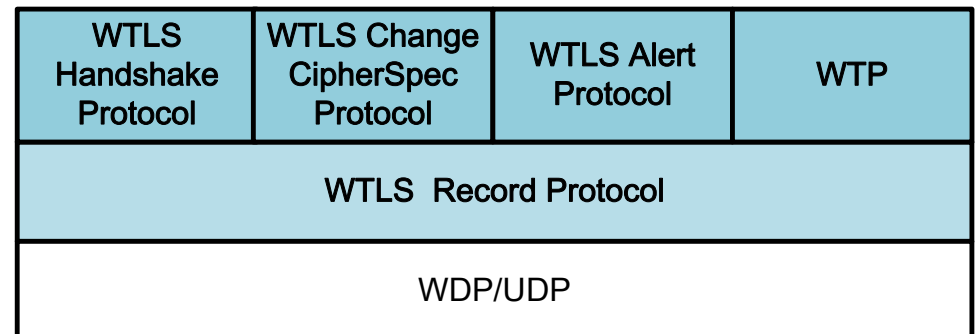 WTLS
Handshake
Protocol
WTLS Change
CipherSpec
Protocol
WTLS Alert
Protocol
WTP
WTLS Record Protocol
WDP/UDP